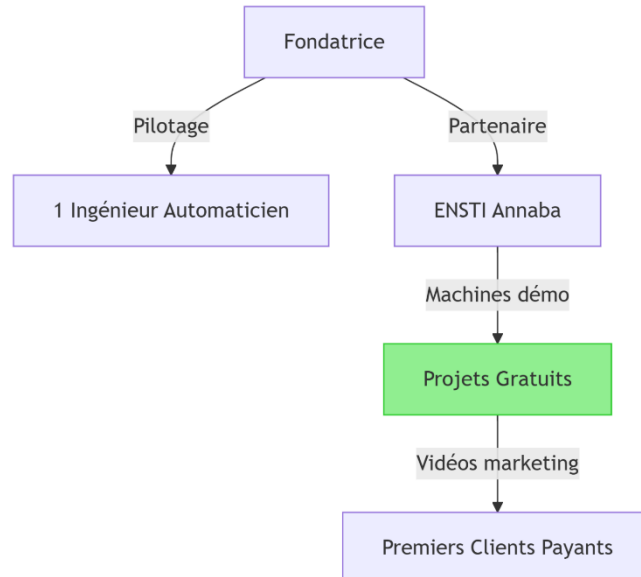 Fondatrice
Pilotage
Partenaire
1 Ingénieur Automaticien
ENSTI Annaba
Machines démo
Projets Gratuits
Vidéos marketing
Premiers Clients Payants